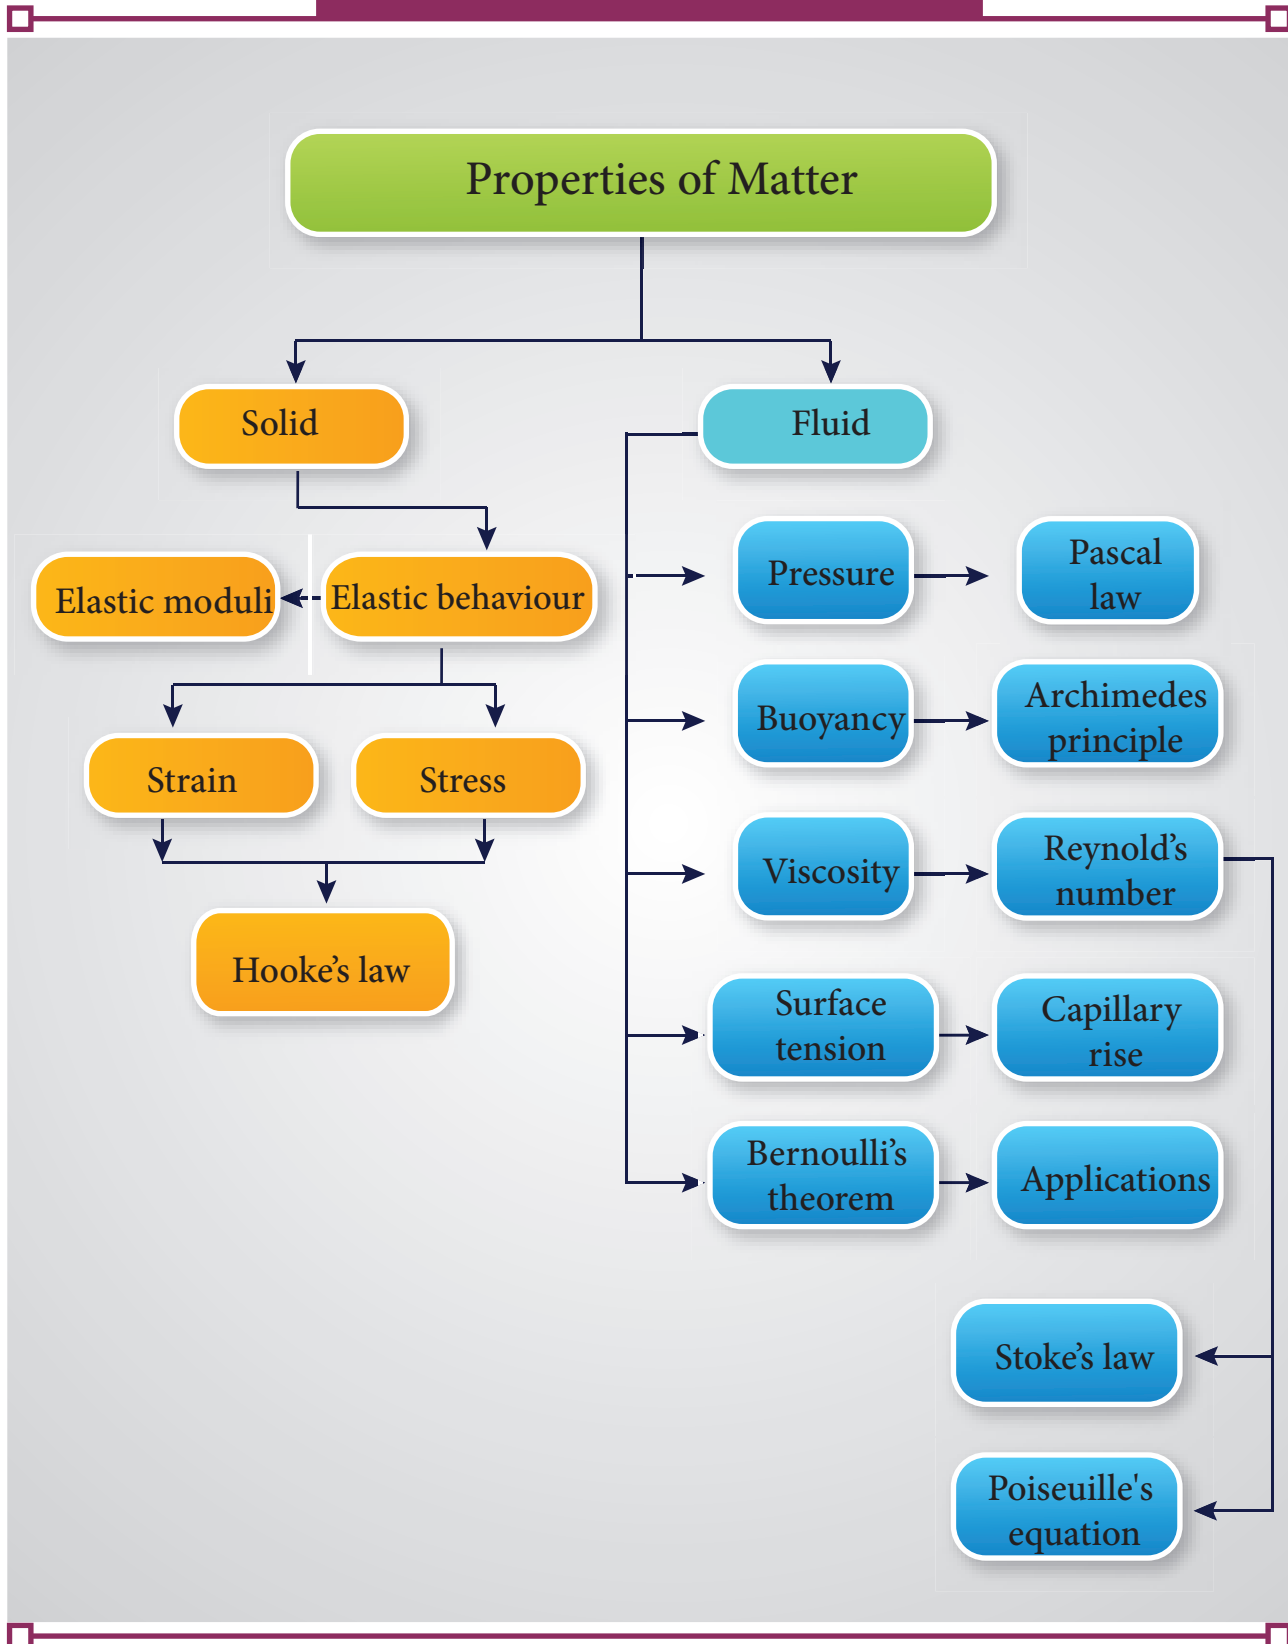 Properties of Matter
Solid
Fluid
Elastic moduli
Elastic behaviour
Strain
Stress
Hooke's law
Pressure
Pascal
law
Buoyancy
Archimedes
principle
Viscosity
Reynold's
number
Surface
tension
Capillary
rise
Bernoulli's
theorem
Applications
Stoke's law
Poiseuille's
equation